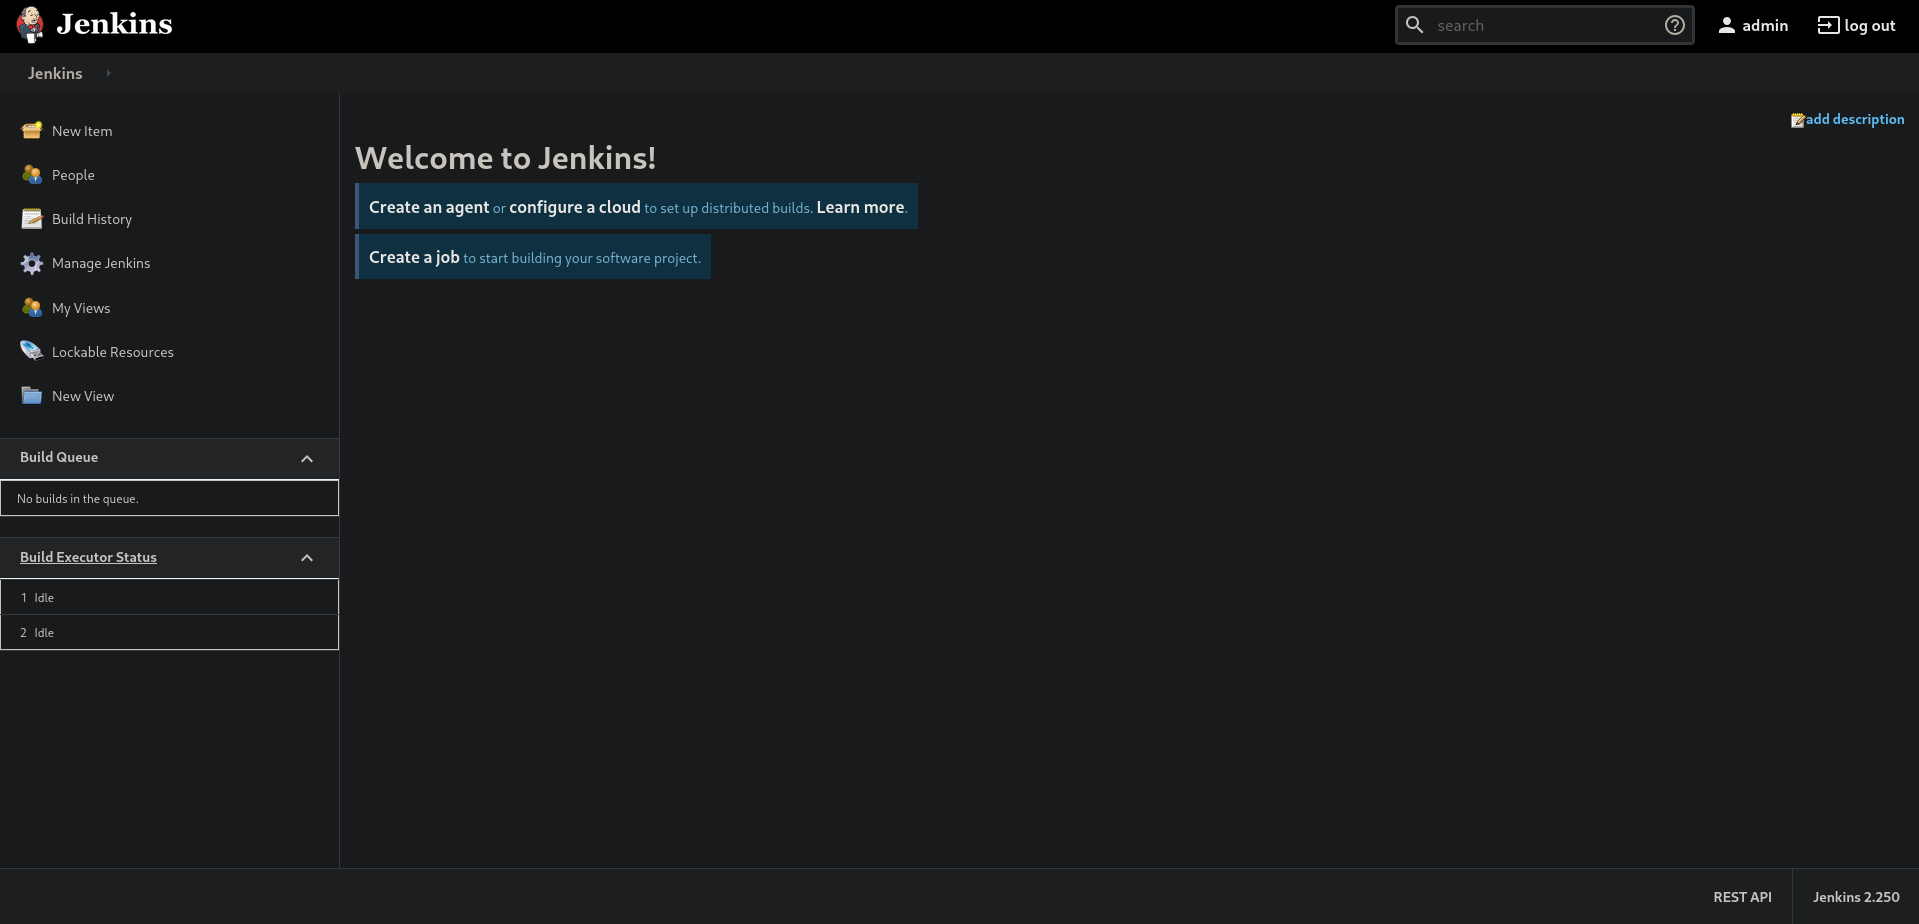 Jenkins
search
admin
log out
Jenkins
New Item
People
Build History
Manage Jenkins
My Views
Lockable Resources
New View
Build Queue
No builds in the queue.
Build Executor Status
1 Idle
2 Idle
add description
Welcome to Jenkins!
Create an agent or configure a cloud to set up distributed builds. Learn more.
Create a job to start building your software project.
REST API
Jenkins 2.250